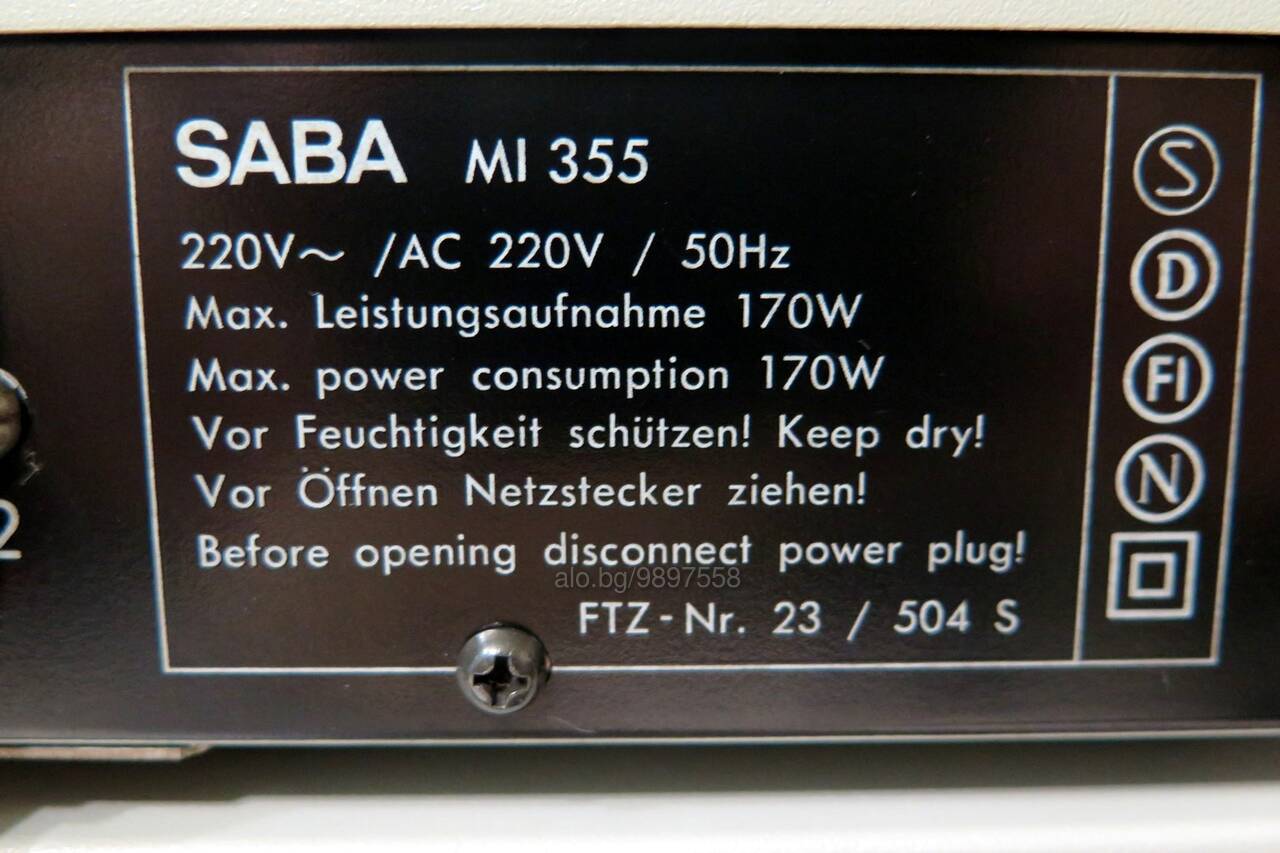 SABA MI 355
220V~ /AC 220V / 50Hz
Max. Leistungsaufnahme 170W
Max. power consumption 170W
Vor Feuchtigkeit schützen! Keep dry!
Vor Öffnen Netzstecker ziehen!
Before opening disconnect power plug!
alo.bg/9897558
FTZ-Nr. 23 / 504 S
S
D
FI
N
2